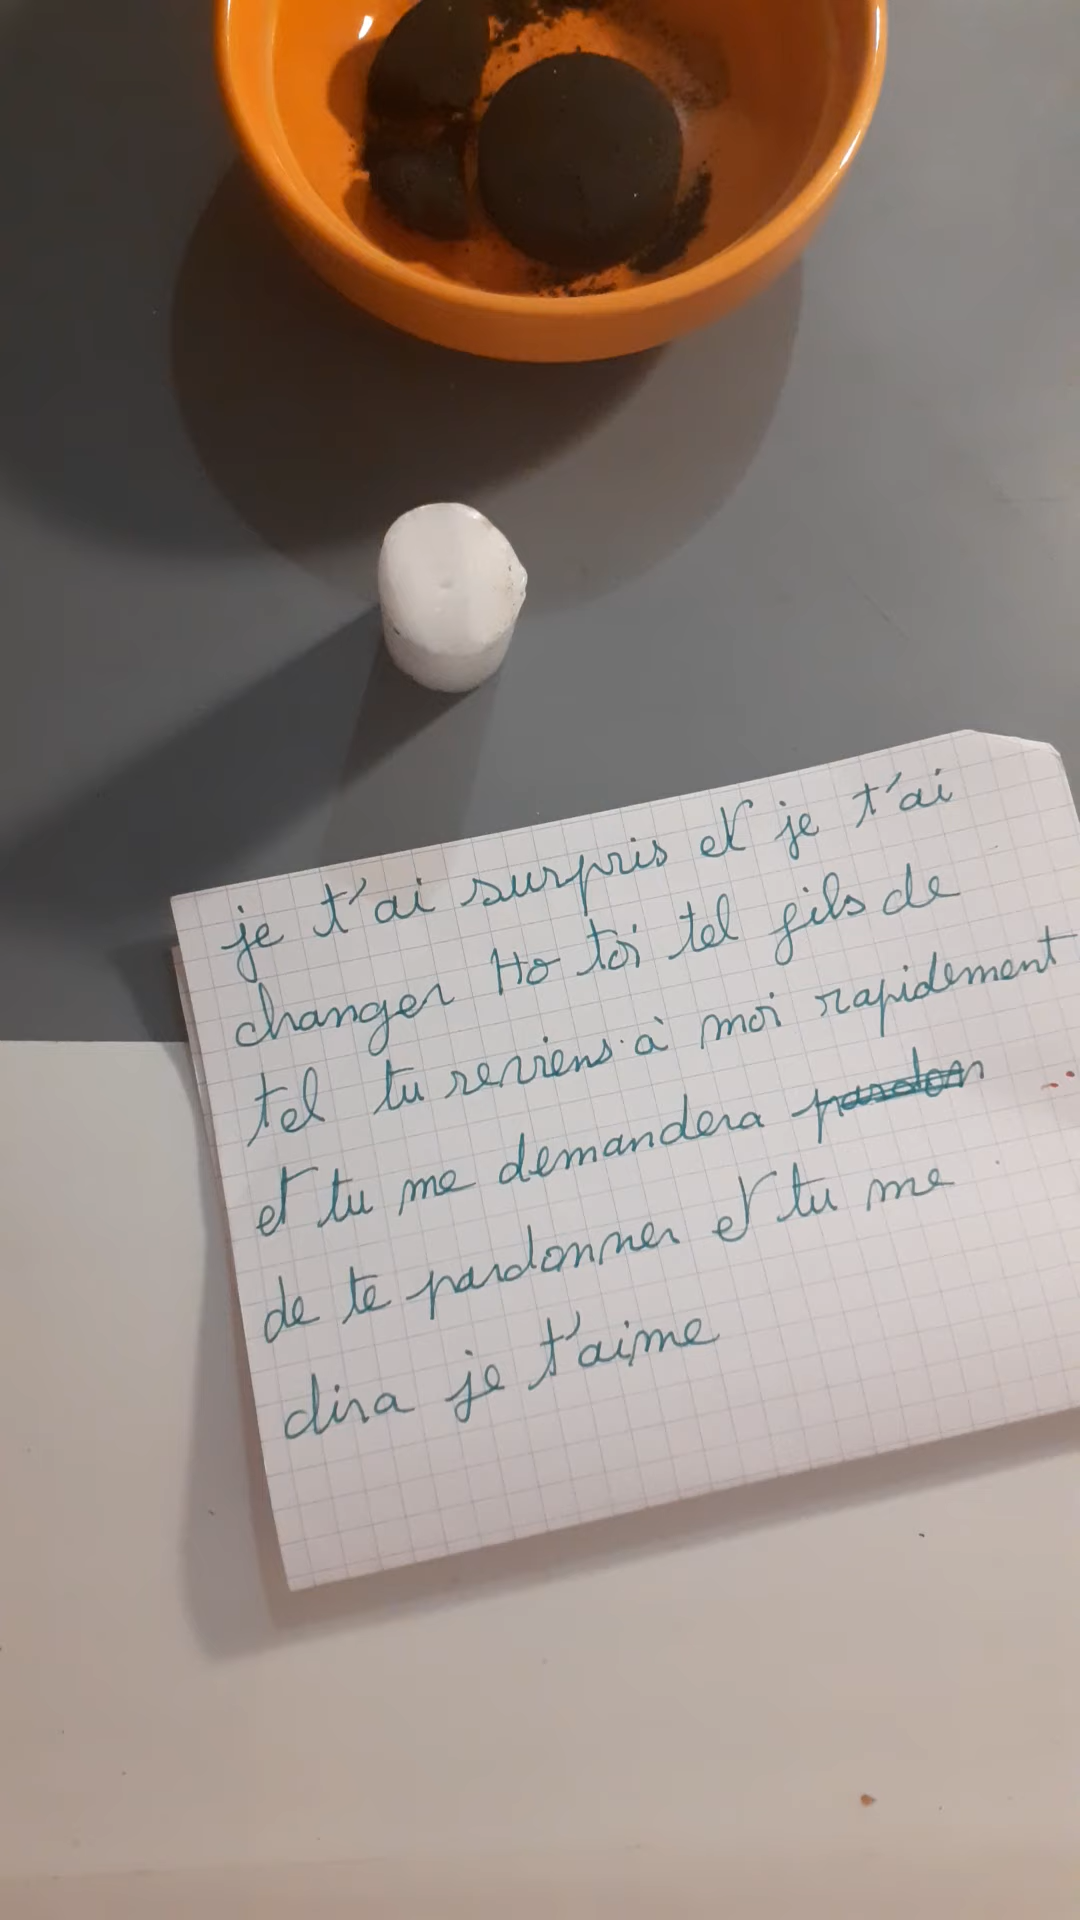 je t'ai surpris et je t'ai
changer Ho toi tel fils de
tel tu reviens à moi rapidement
et tu me demandera pardon
de te pardonner et tu me
dira je t'aime